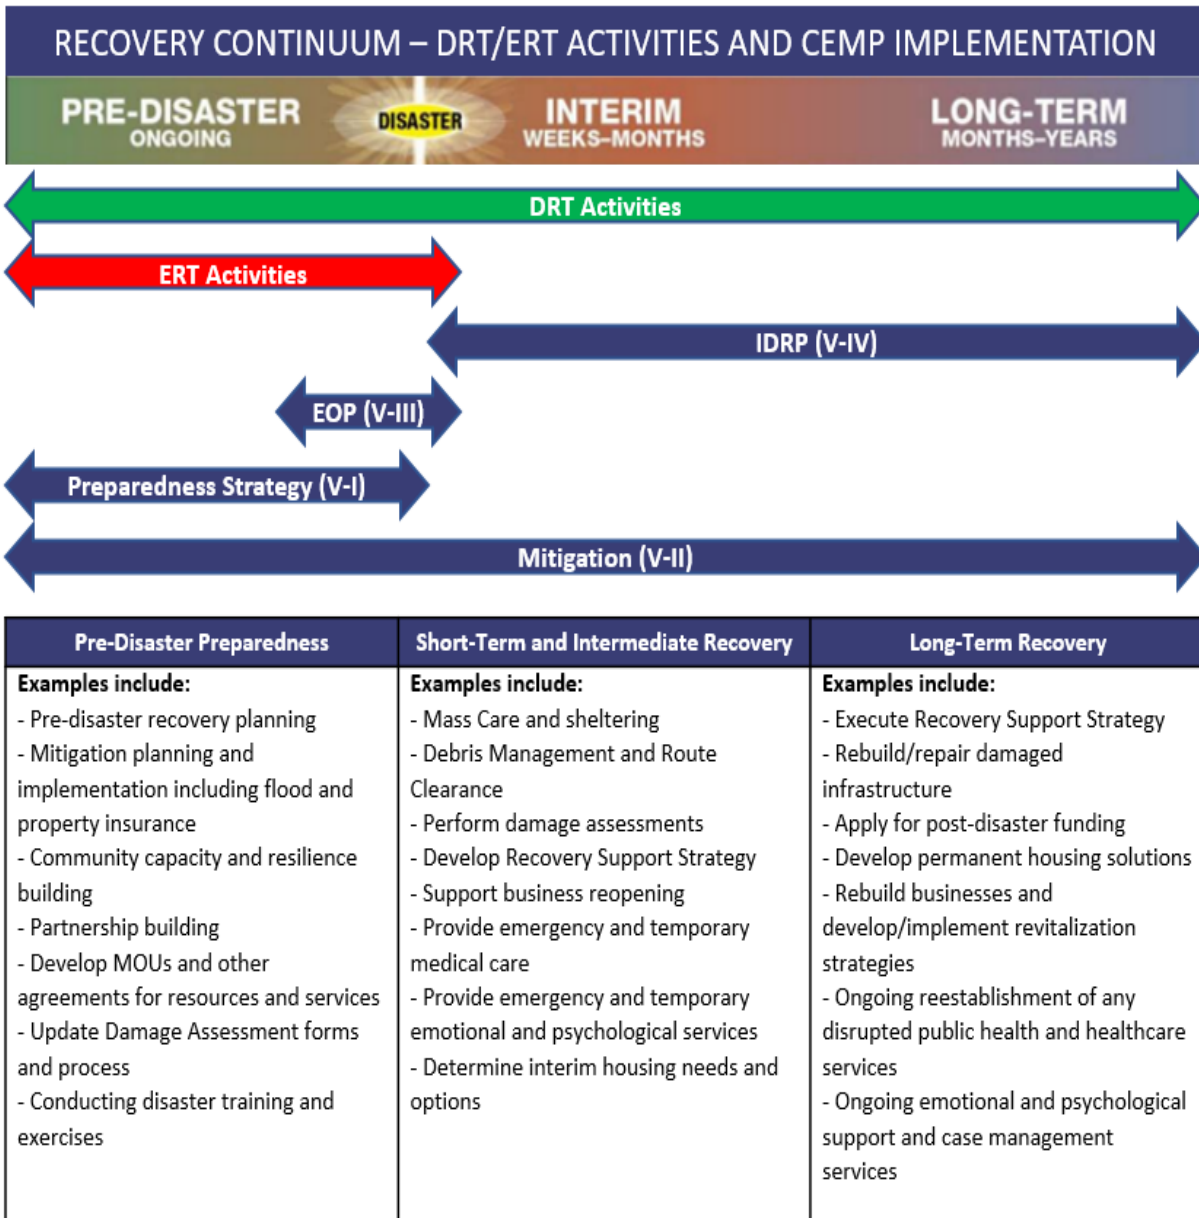 RECOVERY CONTINUUM – DRT/ERT ACTIVITIES AND CEMP IMPLEMENTATION
PRE-DISASTER
ONGOING
DISASTER
INTERIM
WEEKS–MONTHS
LONG-TERM
MONTHS–YEARS
DRT Activities
ERT Activities
IDRP (V-IV)
EOP (V-III)
Preparedness Strategy (V-I)
Mitigation (V-II)
Pre-Disaster Preparedness
Examples include:
- Pre-disaster recovery planning
- Mitigation planning and
implementation including flood and
property insurance
- Community capacity and resilience
building
- Partnership building
- Develop MOUs and other
agreements for resources and services
- Update Damage Assessment forms
and process
- Conducting disaster training and
exercises
Short-Term and Intermediate Recovery
Examples include:
- Mass Care and sheltering
- Debris Management and Route
Clearance
- Perform damage assessments
- Develop Recovery Support Strategy
- Support business reopening
- Provide emergency and temporary
medical care
- Provide emergency and temporary
emotional and psychological services
- Determine interim housing needs and
options
Long-Term Recovery
Examples include:
- Execute Recovery Support Strategy
- Rebuild/repair damaged
infrastructure
- Apply for post-disaster funding
- Develop permanent housing solutions
- Rebuild businesses and
develop/implement revitalization
strategies
- Ongoing reestablishment of any
disrupted public health and healthcare
services
- Ongoing emotional and psychological
support and case management
services